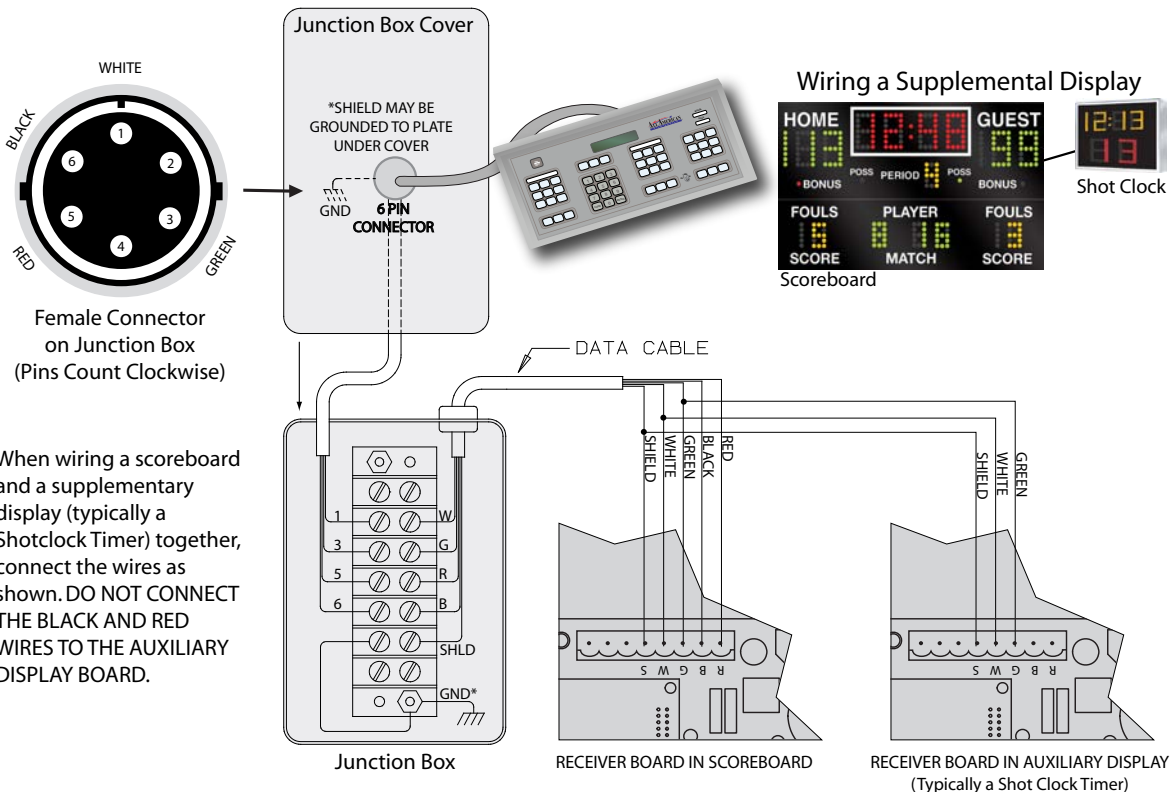 Junction Box Cover
WHITE
BLACK
RED
GREEN
1
2
3
4
5
6
Female Connector
on Junction Box
(Pins Count Clockwise)
*SHIELD MAY BE
GROUNDED TO PLATE
UNDER COVER
GND
6 PIN
CONNECTOR
Wiring a Supplemental Display
HOME
12:48
GUEST
113
99
BONUS
POSS
PERIOD
4
POSS
BONUS
FOULS
PLAYER
FOULS
5
8 18
3
SCORE
MATCH
SCORE
Scoreboard
12:13
13
Shot Clock
DATA CABLE
When wiring a scoreboard
and a supplementary
display (typically a
Shotclock Timer) together,
connect the wires as
shown. DO NOT CONNECT
THE BLACK AND RED
WIRES TO THE AUXILIARY
DISPLAY BOARD.
1
W
3
G
5
R
6
B
SHLD
GND*
Junction Box
SHIELD
WHITE
GREEN
BLACK
RED
S W G B R
RECEIVER BOARD IN SCOREBOARD
SHIELD
WHITE
GREEN
S W G B R
RECEIVER BOARD IN AUXILIARY DISPLAY
(Typically a Shot Clock Timer)